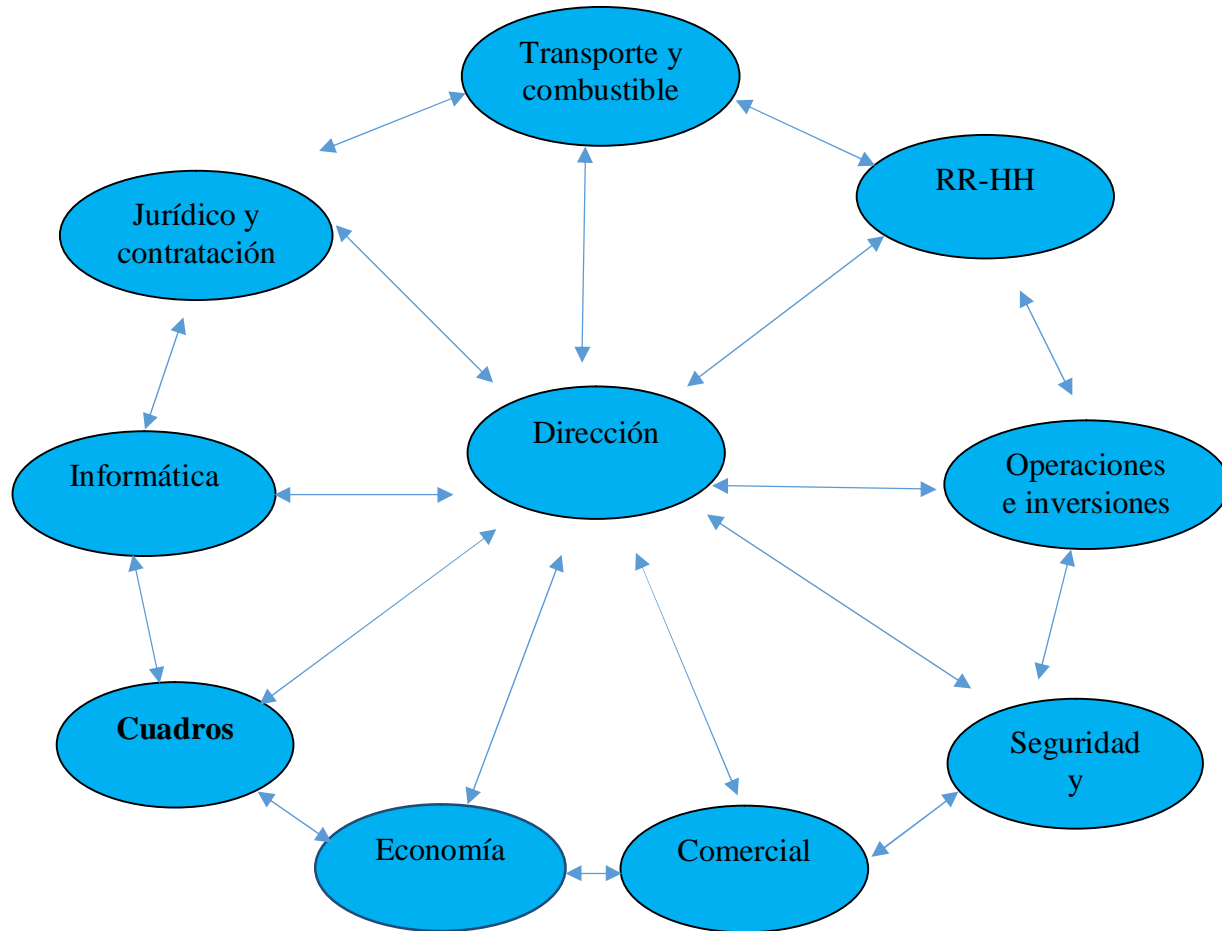 Transporte y
combustible
RR-HH
Jurídico y
contratación
Dirección
Informática
Operaciones
e inversiones
Cuadros
Seguridad
y
Economía
Comercial